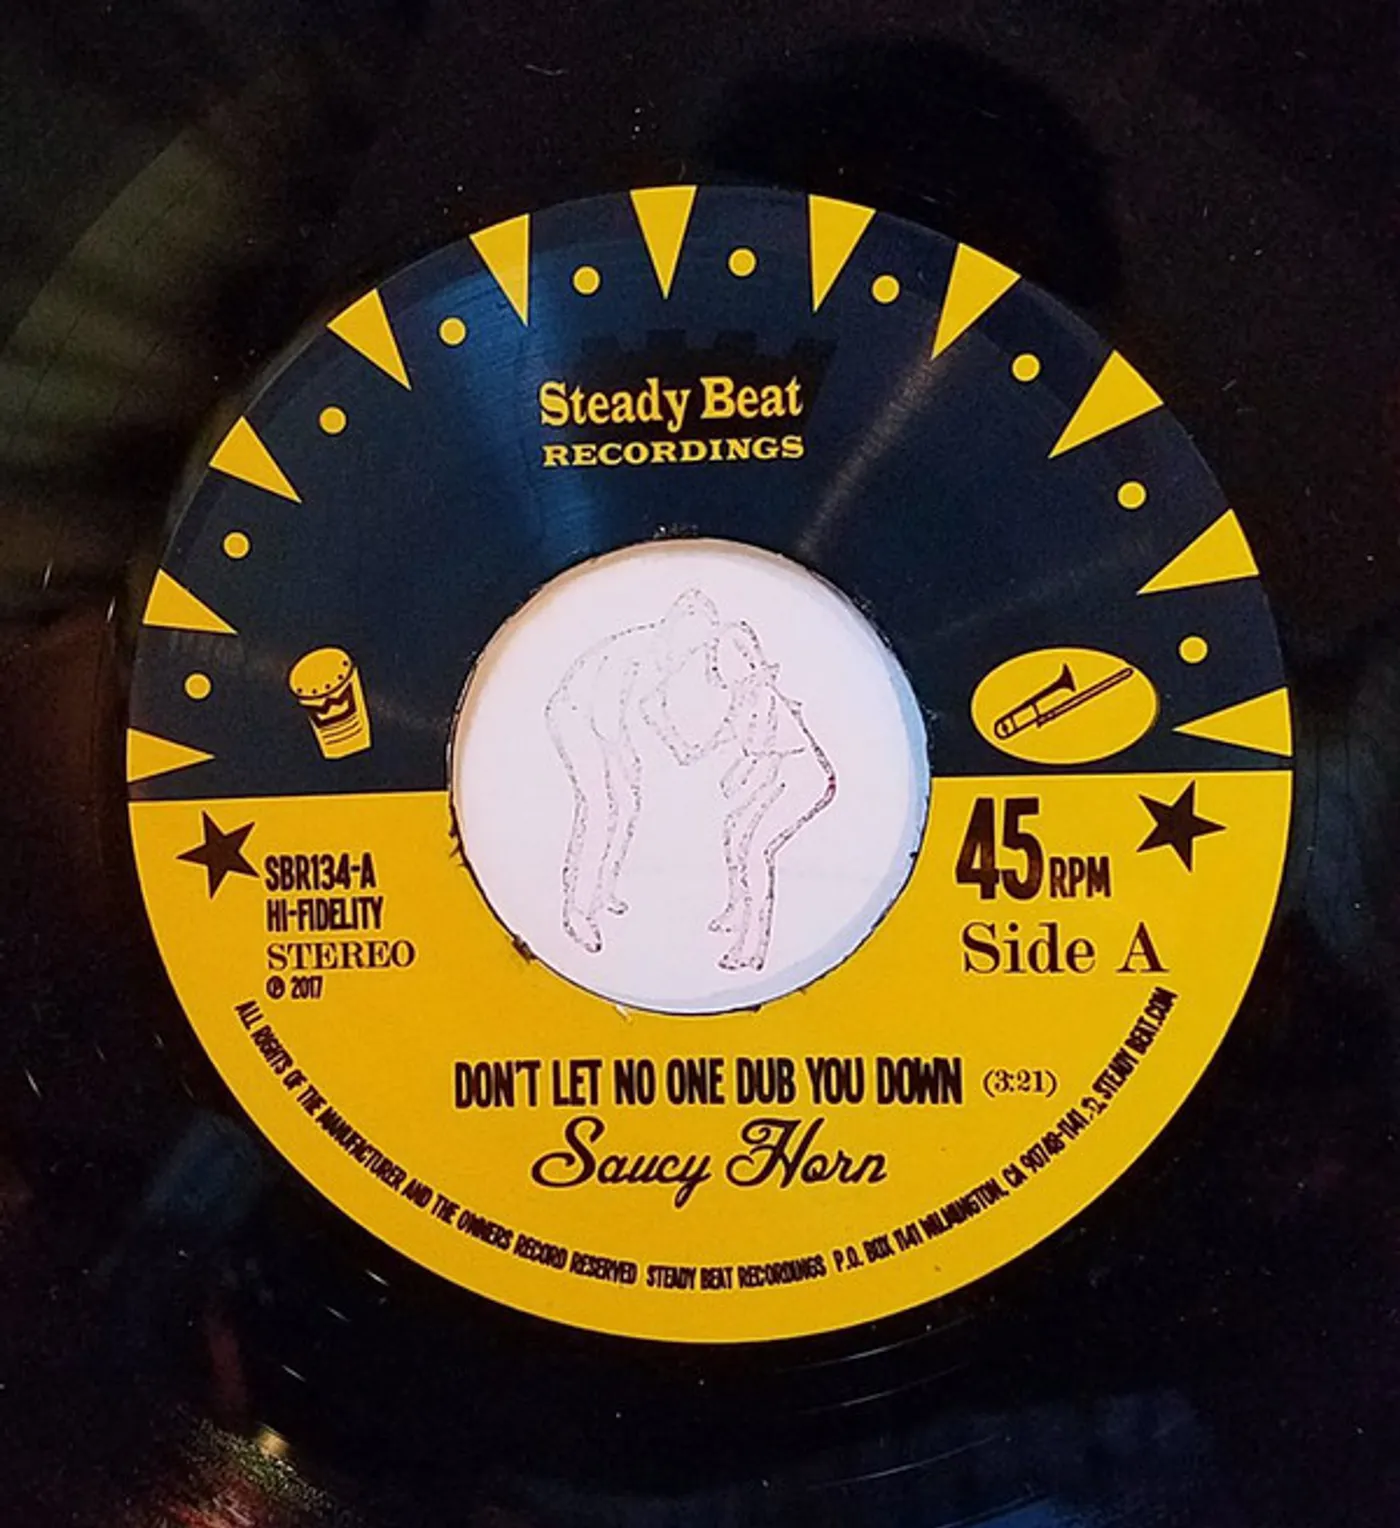 Steady Beat
RECORDINGS
SBR134-A
HI-FIDELITY
STEREO
℗ 2017
45 RPM
Side A
DON'T LET NO ONE DUB YOU DOWN (3:21)
Saucy Horn
ALL RIGHTS OF THE MANUFACTURER AND THE OWNERS RECORD RESERVED STEADY BEAT RECORDINGS P.O. BOX 1141 WILMINGTON, CA 90748-1141 STEADY BEAT.COM